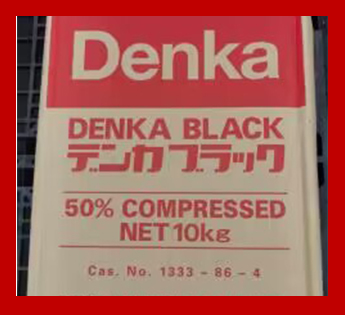 Denka
DENKA BLACK
デンカ ブラック
50% COMPRESSED
NET 10kg
Cas. No. 1333 - 86 - 4